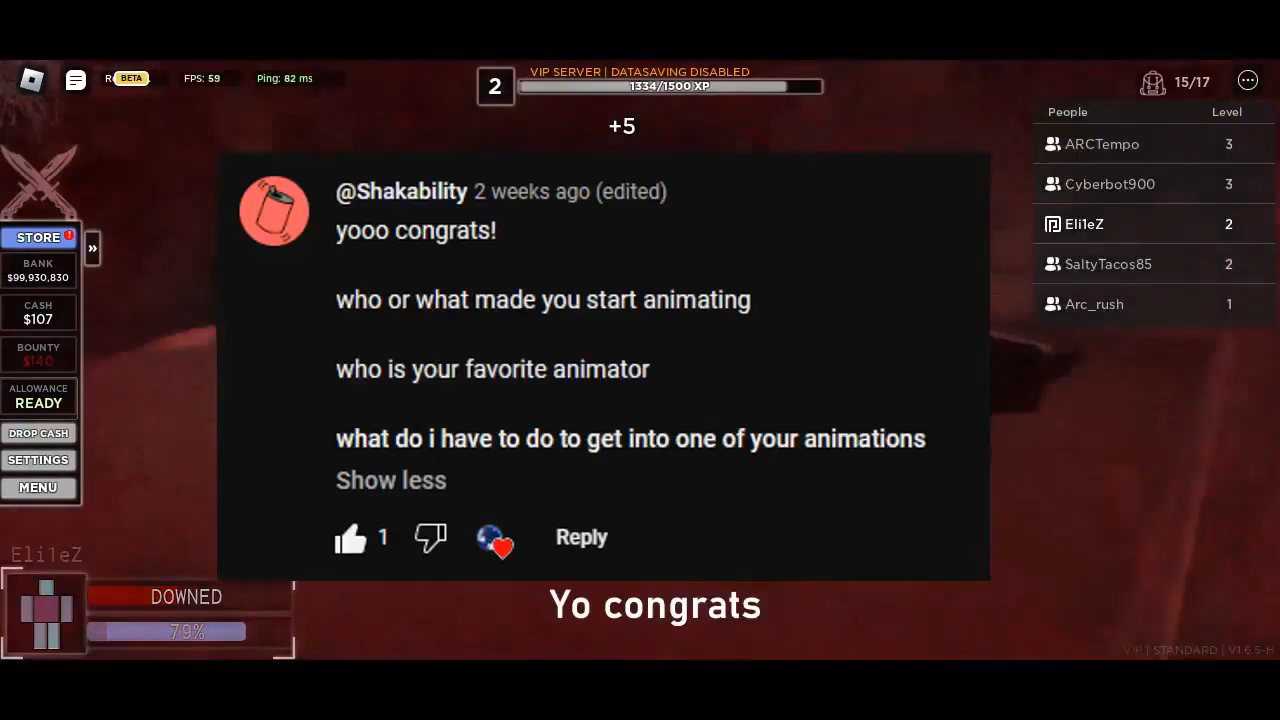 BETA
FPS: 59
Ping: 82 ms
VIP SERVER | DATASAVING DISABLED
2
1334/1500 XP
15/17
+5
People Level
ARCTempo 3
Cyberbot900 3
Eli1eZ 2
SaltyTacos85 2
Arc_rush 1
STORE
»
BANK
$99,930,830
CASH
$107
BOUNTY
$140
ALLOWANCE
READY
DROP CASH
SETTINGS
MENU
@Shakability 2 weeks ago (edited)
yooo congrats!
who or what made you start animating
who is your favorite animator
what do i have to do to get into one of your animations
Show less
1
Reply
Eli1eZ
DOWNED
79%
Yo congrats
VIP | STANDARD | V1.6.5-H